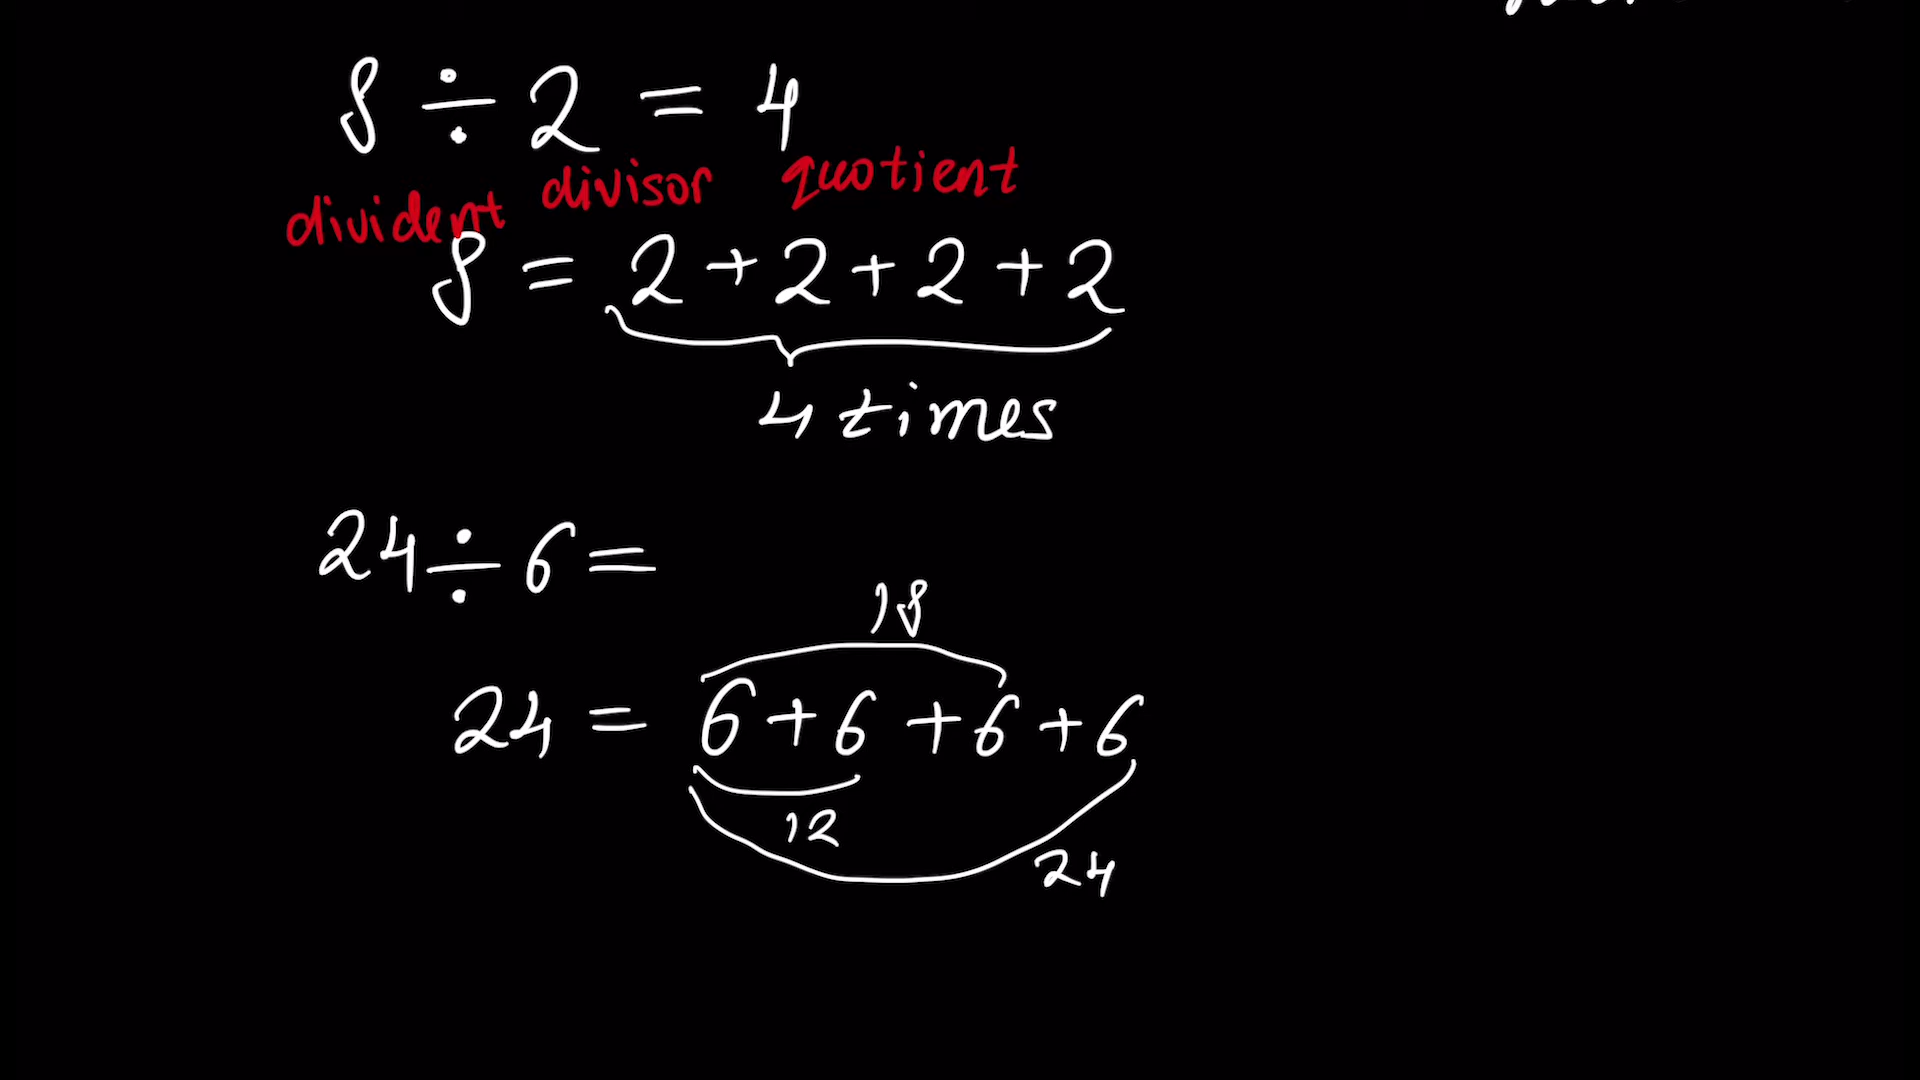 8 ÷ 2 = 4
divident divisor quotient
8 = 2 + 2 + 2 + 2
4 times
24 ÷ 6 =
18
24 = 6 + 6 + 6 + 6
12
24